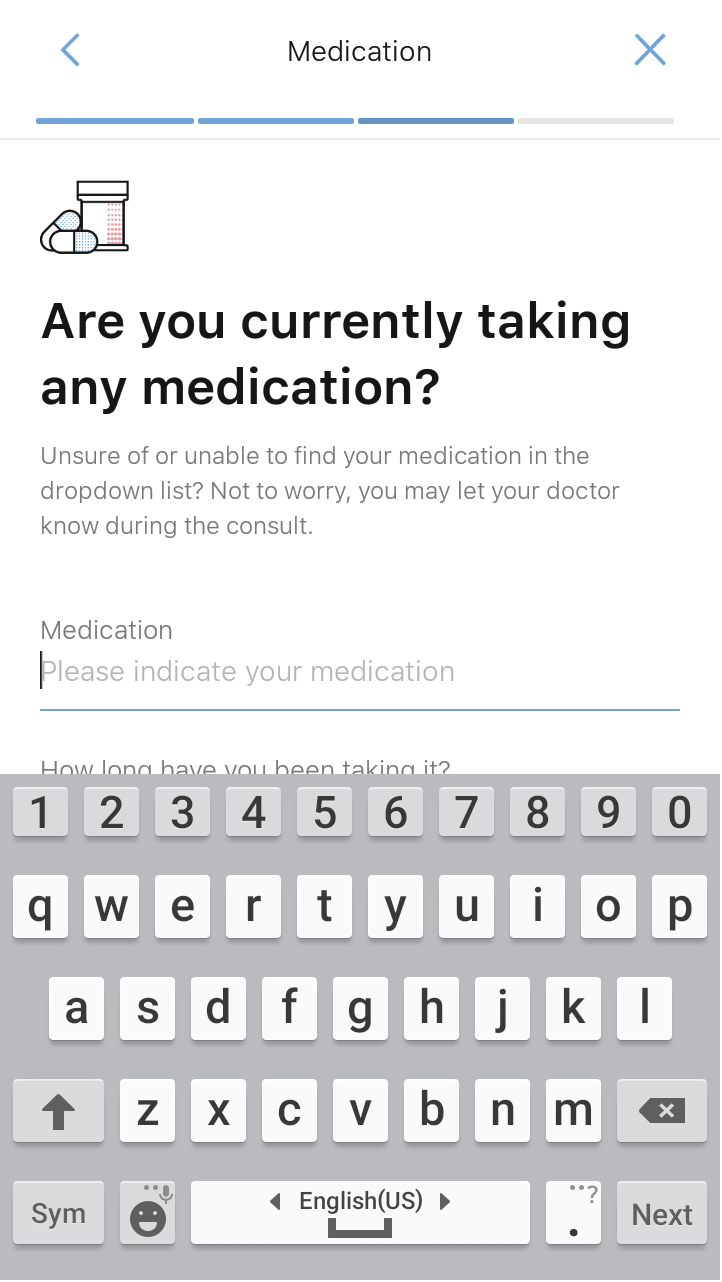 Medication
Are you currently taking
any medication?
Unsure of or unable to find your medication in the
dropdown list? Not to worry, you may let your doctor
know during the consult.
Medication
Please indicate your medication
How long have you been taking it?
1 2 3 4 5 6 7 8 9 0
q w e r t y u i o p
a s d f g h j k l
z x c v b n m
Sym English(US) . ? Next